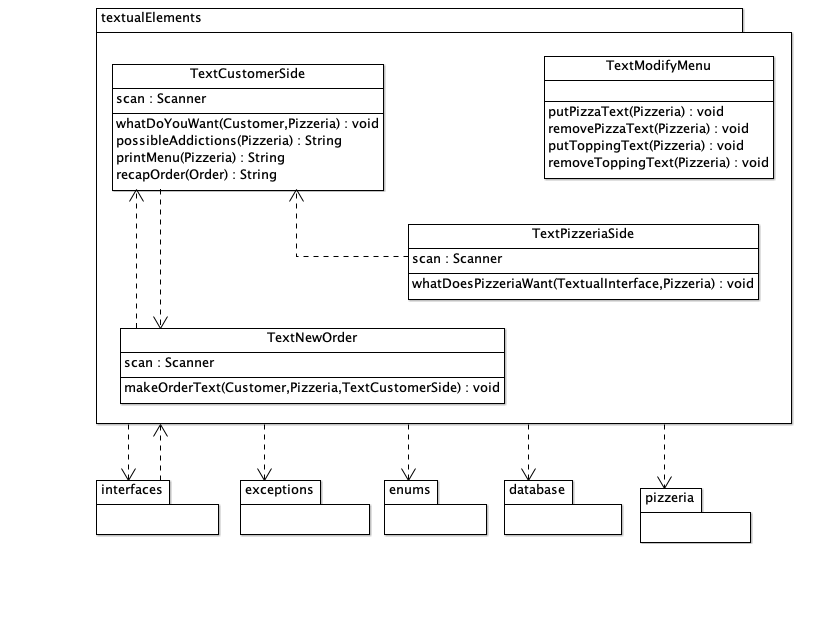 textualElements
TextCustomerSide
scan : Scanner
whatDoYouWant(Customer,Pizzeria) : void
possibleAddictions(Pizzeria) : String
printMenu(Pizzeria) : String
recapOrder(Order) : String
TextModifyMenu
putPizzaText(Pizzeria) : void
removePizzaText(Pizzeria) : void
putToppingText(Pizzeria) : void
removeToppingText(Pizzeria) : void
TextPizzeriaSide
scan : Scanner
whatDoesPizzeriaWant(TextualInterface,Pizzeria) : void
TextNewOrder
scan : Scanner
makeOrderText(Customer,Pizzeria,TextCustomerSide) : void
interfaces
exceptions
enums
database
pizzeria